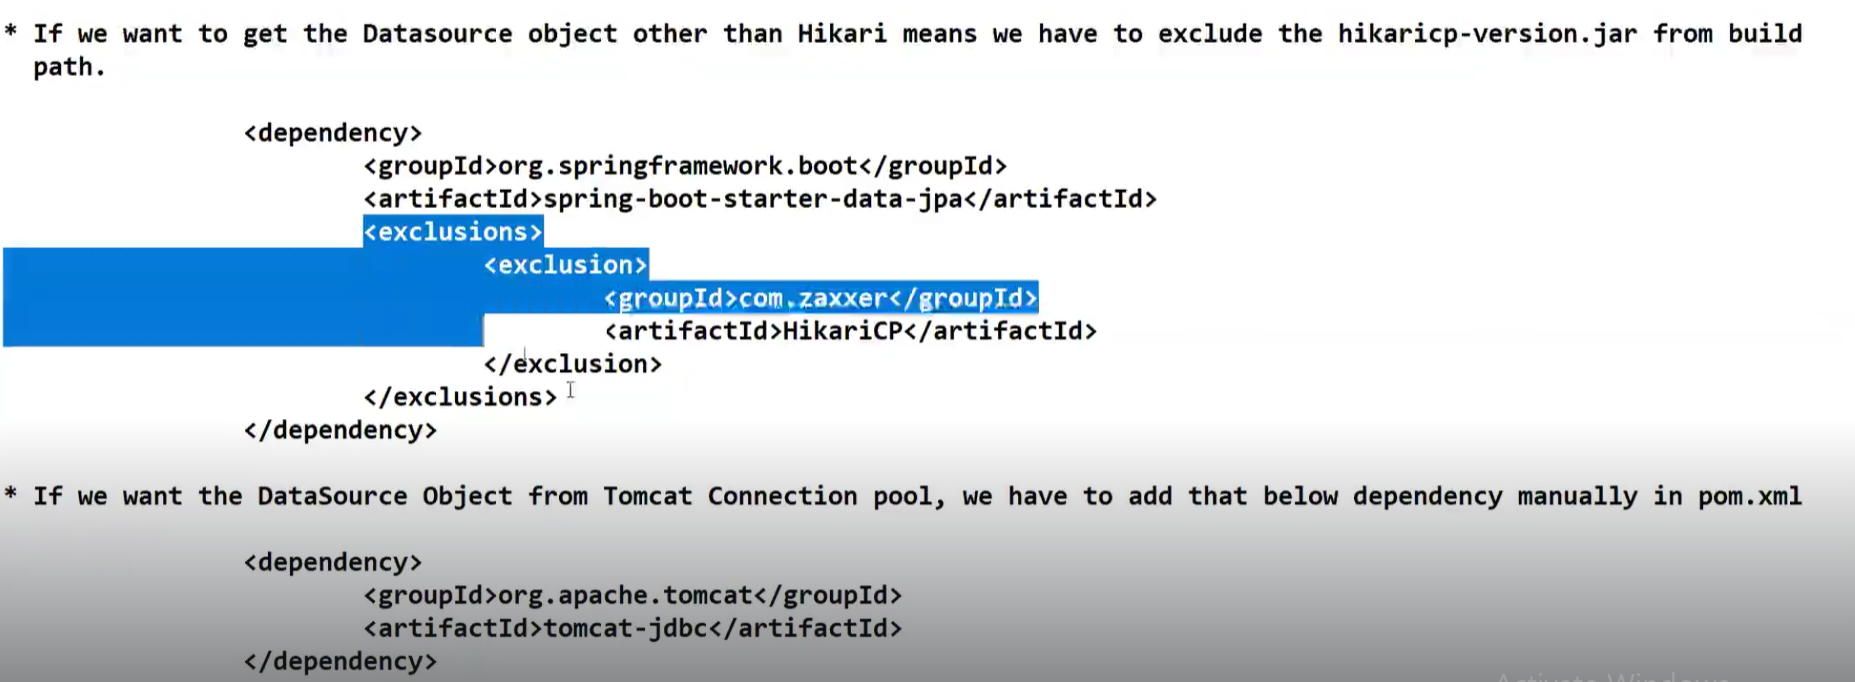 * If we want to get the Datasource object other than Hikari means we have to exclude the hikaricp-version.jar from build
path.
<dependency>
<groupId>org.springframework.boot</groupId>
<artifactId>spring-boot-starter-data-jpa</artifactId>
<exclusions>
<exclusion>
<groupId>com.zaxxer</groupId>
<artifactId>HikariCP</artifactId>
</exclusion>
</exclusions>
</dependency>
* If we want the DataSource Object from Tomcat Connection pool, we have to add that below dependency manually in pom.xml
<dependency>
<groupId>org.apache.tomcat</groupId>
<artifactId>tomcat-jdbc</artifactId>
</dependency>
Activate Windows